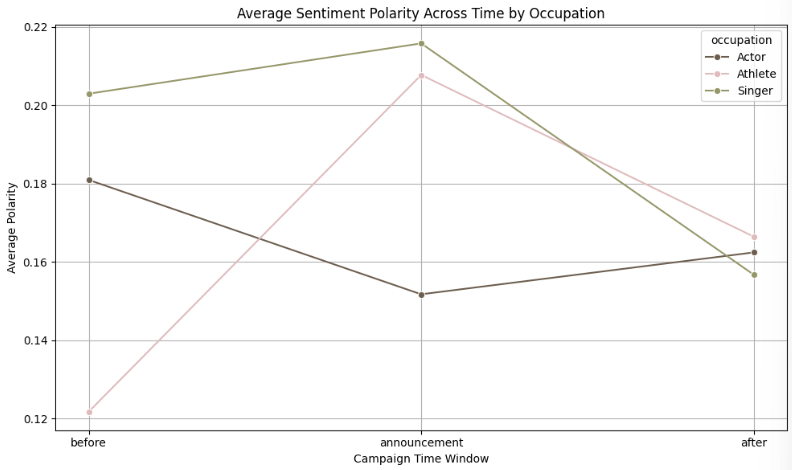 Average Sentiment Polarity Across Time by Occupation
occupation
Actor
Athlete
Singer
Average Polarity
0.22
0.20
0.18
0.16
0.14
0.12
before announcement after
Campaign Time Window